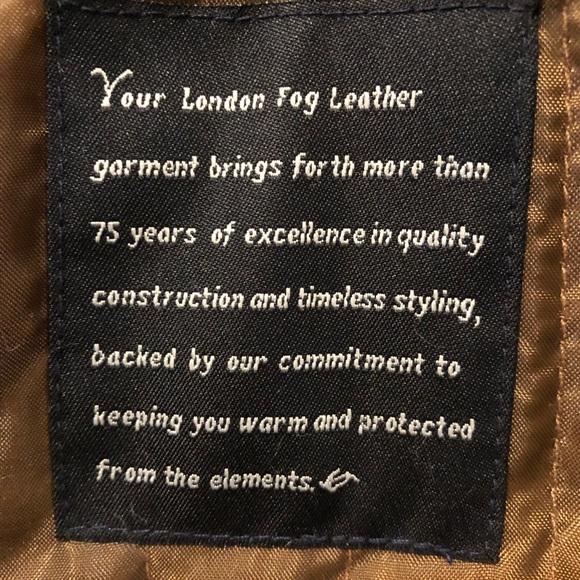 Your London Fog Leather
garment brings forth more than
75 years of excellence in quality
construction and timeless styling,
backed by our commitment to
keeping you warm and protected
from the elements.